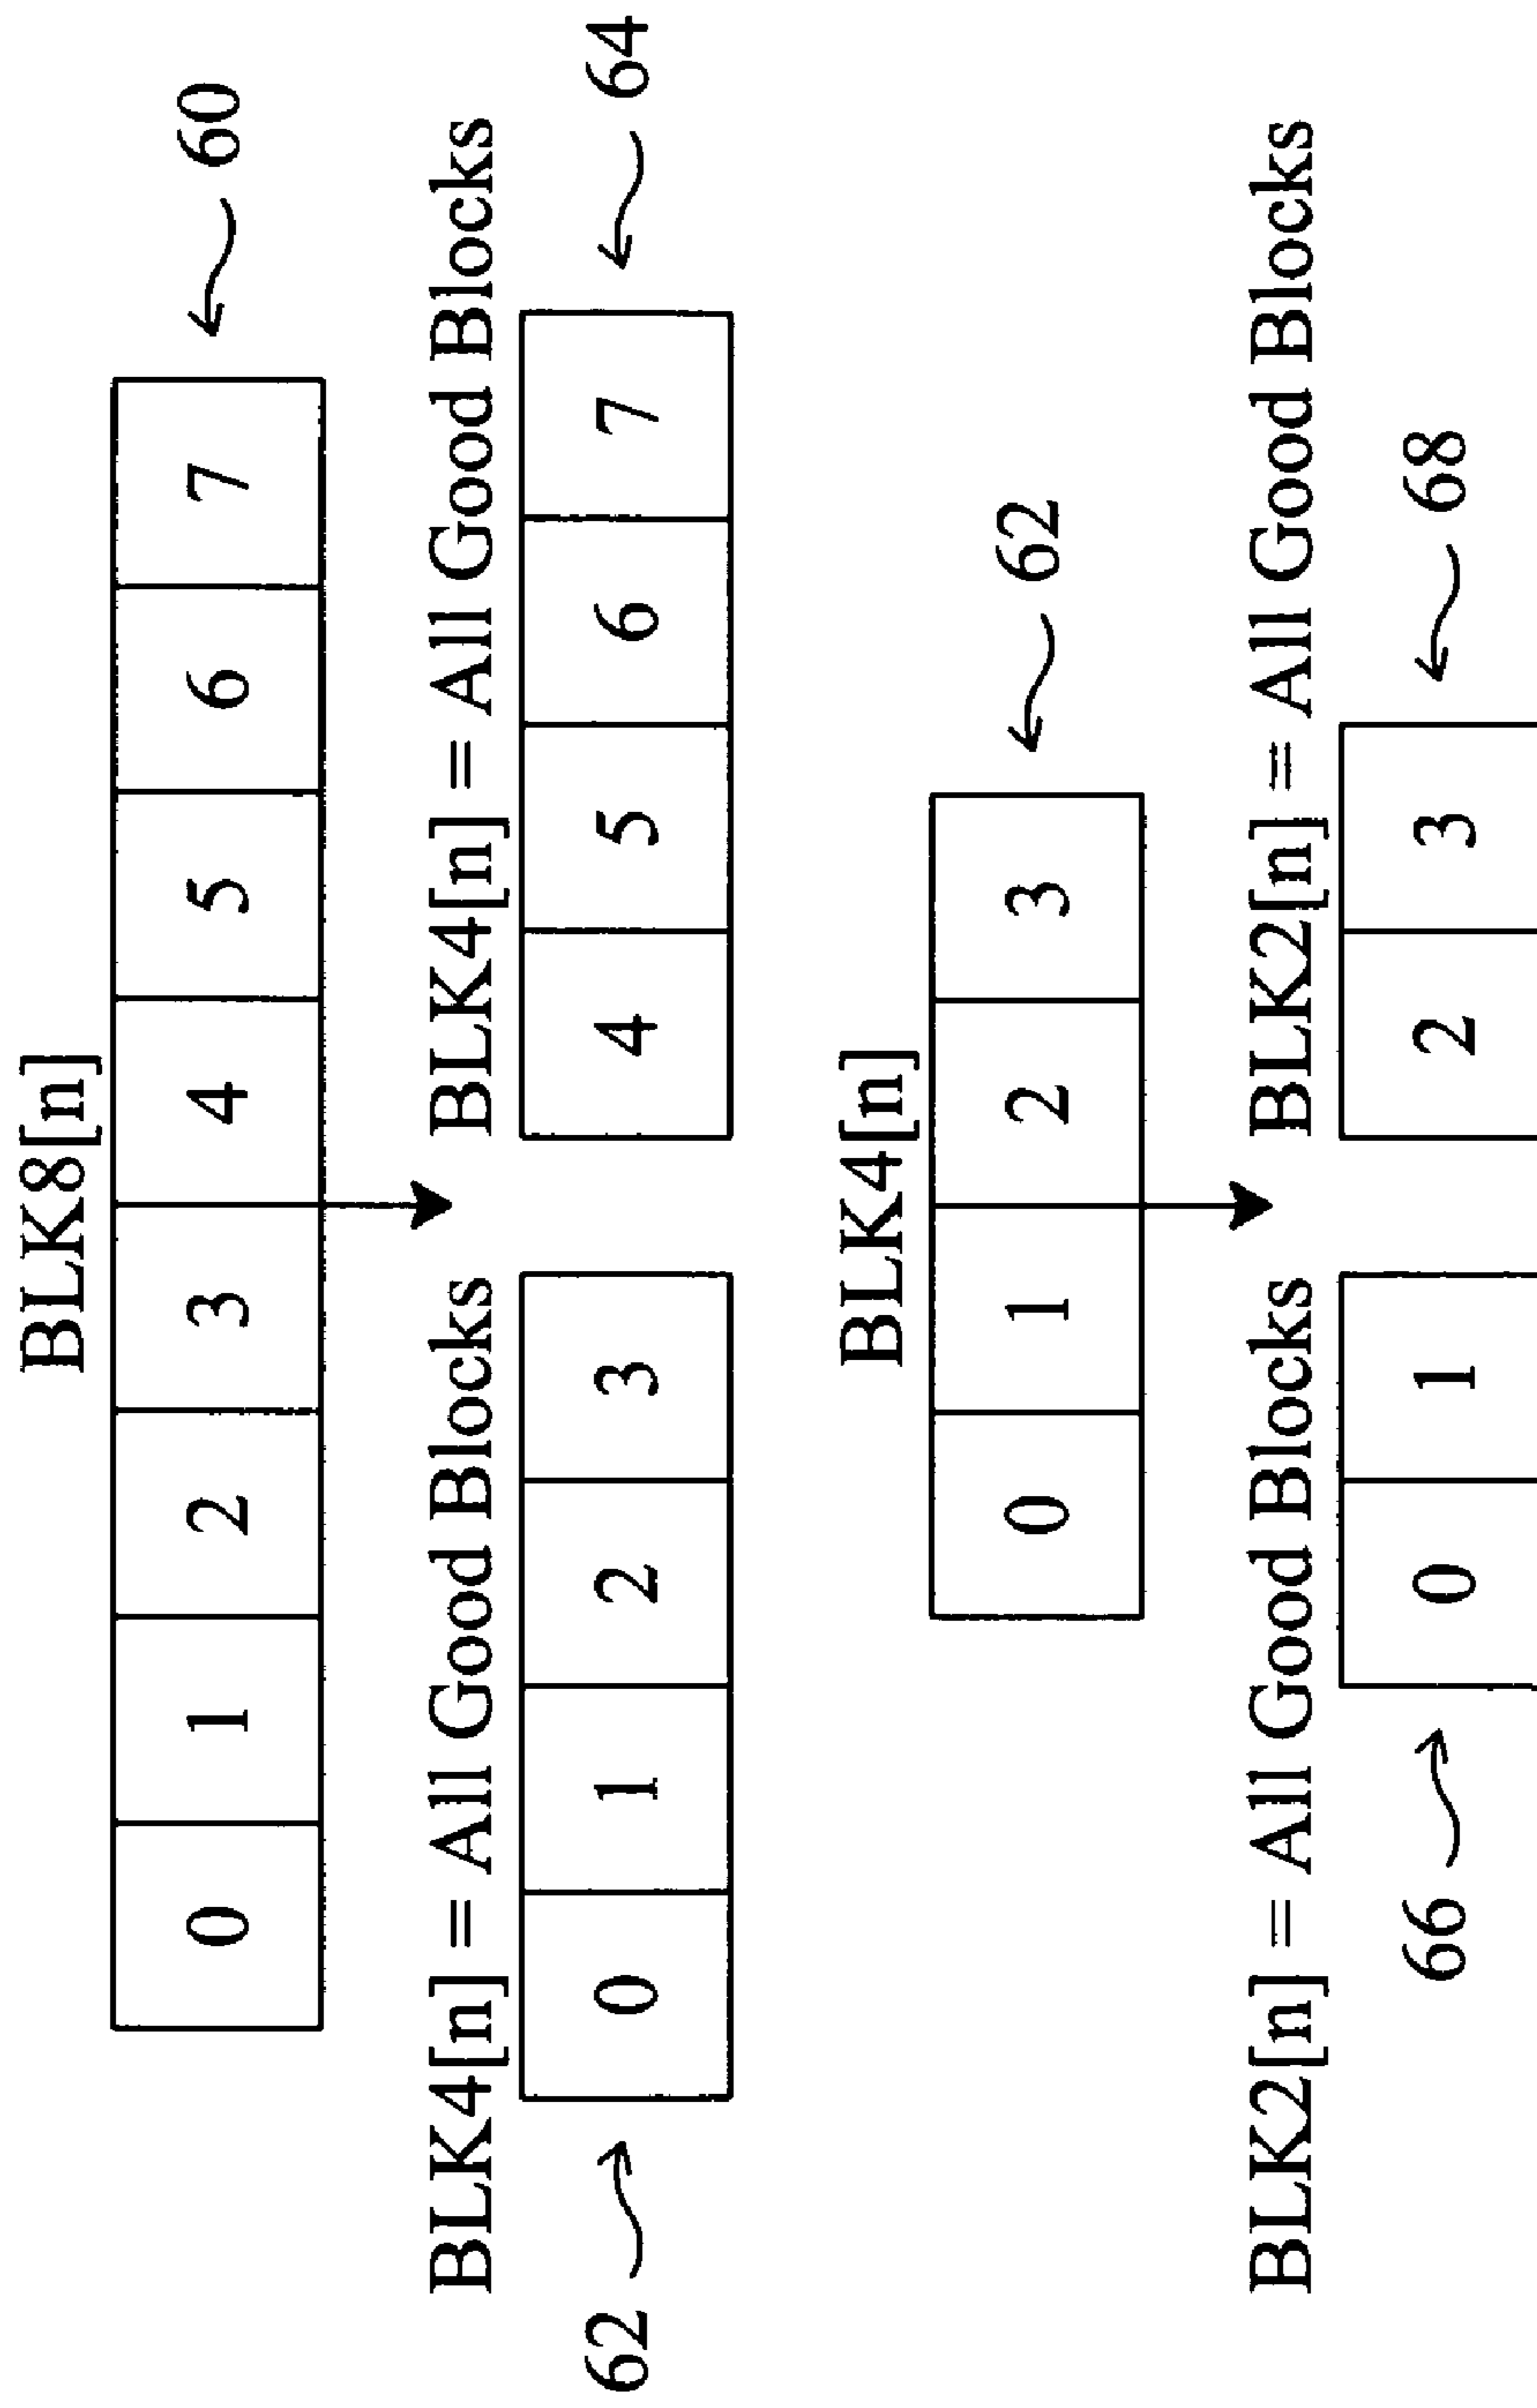 BLK8[n]
0 1 2 3 4 5 6 7 60
BLK4[n] = All Good Blocks BLK4[n] = All Good Blocks
62 0 1 2 3 4 5 6 7 64
BLK4[n]
0 1 2 3 62
BLK2[n] = All Good Blocks BLK2[n] = All Good Blocks
66 0 1 2 3 68